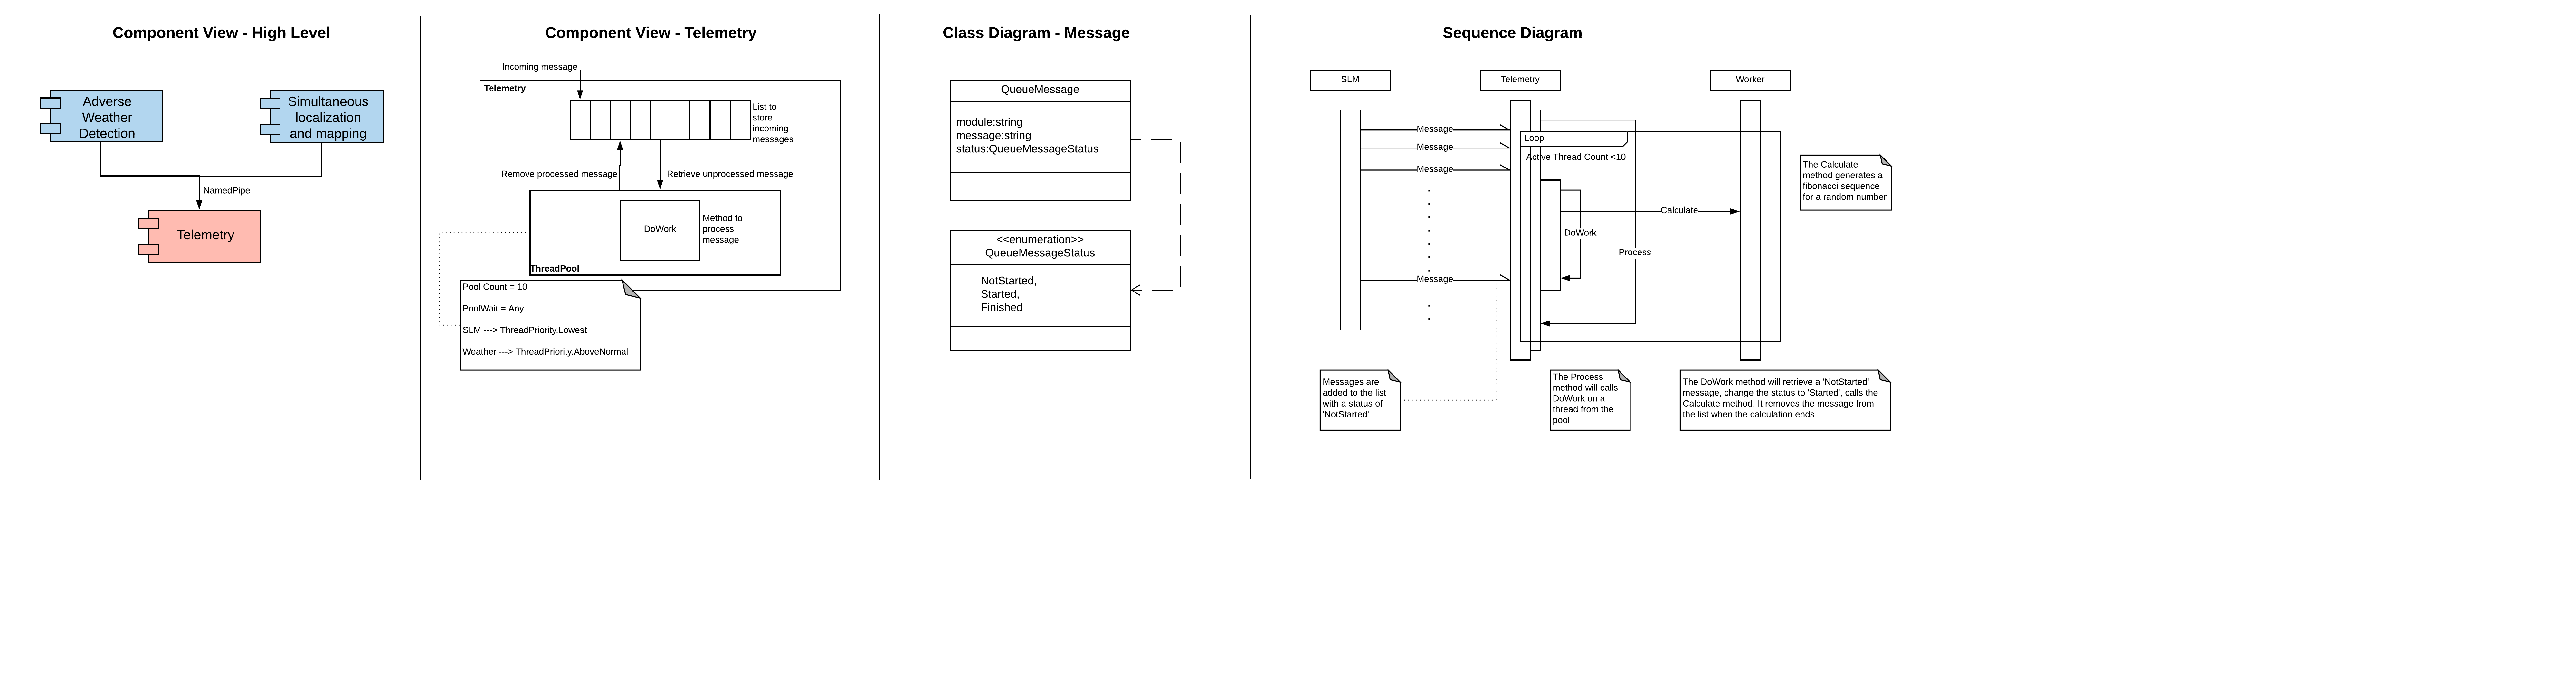 Component View - High Level
Adverse
Weather
Detection
Simultaneous
localization
and mapping
NamedPipe
Telemetry
Component View - Telemetry
Incoming message
Telemetry
List to
store
incoming
messages
Remove processed message
Retrieve unprocessed message
DoWork
Method to
process
message
ThreadPool
Pool Count = 10
PoolWait = Any
SLM ---> ThreadPriority.Lowest
Weather ---> ThreadPriority.AboveNormal
Class Diagram - Message
QueueMessage
module:string
message:string
status:QueueMessageStatus
<<enumeration>>
QueueMessageStatus
NotStarted,
Started,
Finished
Sequence Diagram
SLM
Telemetry
Worker
Message
Message
Message
Message
Loop
Active Thread Count <10
Calculate
DoWork
Process
The Calculate
method generates a
fibonacci sequence
for a random number
Messages are
added to the list
with a status of
'NotStarted'
The Process
method will calls
DoWork on a
thread from the
pool
The DoWork method will retrieve a 'NotStarted'
message, change the status to 'Started', calls the
Calculate method. It removes the message from
the list when the calculation ends